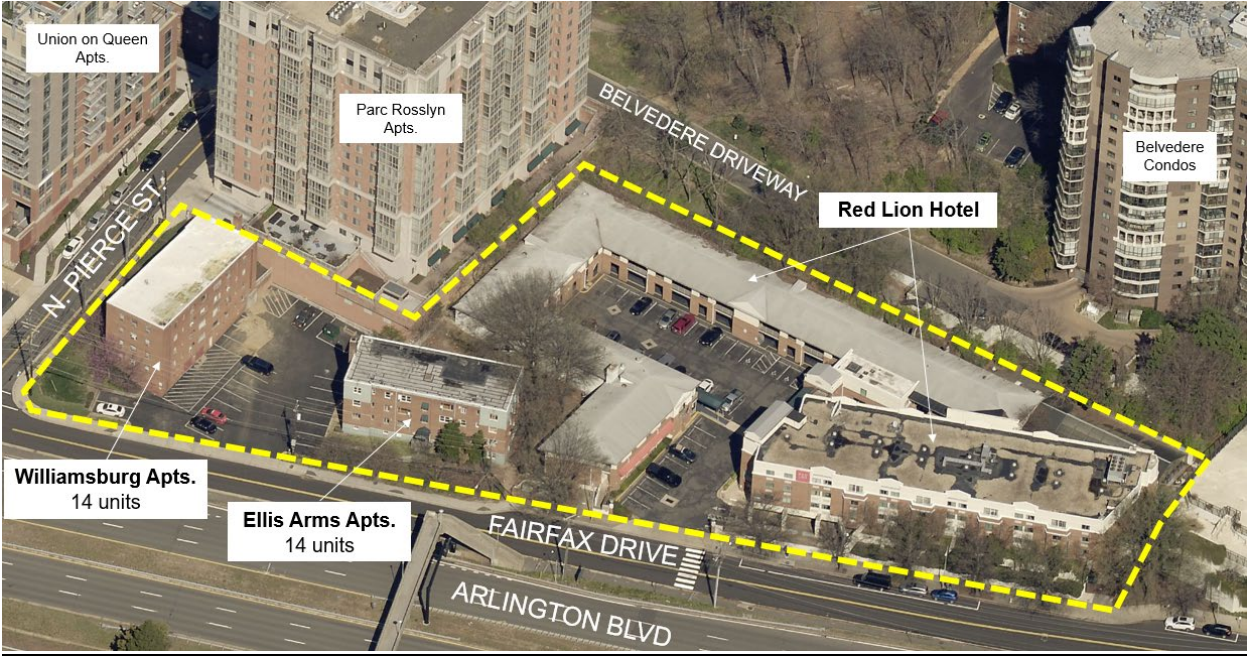 Union on Queen
Apts.
Parc Rosslyn
Apts.
BELVEDERE DRIVEWAY
Belvedere
Condos
N. PIERCE ST.
Red Lion Hotel
Williamsburg Apts.
14 units
Ellis Arms Apts.
14 units
FAIRFAX DRIVE
ARLINGTON BLVD